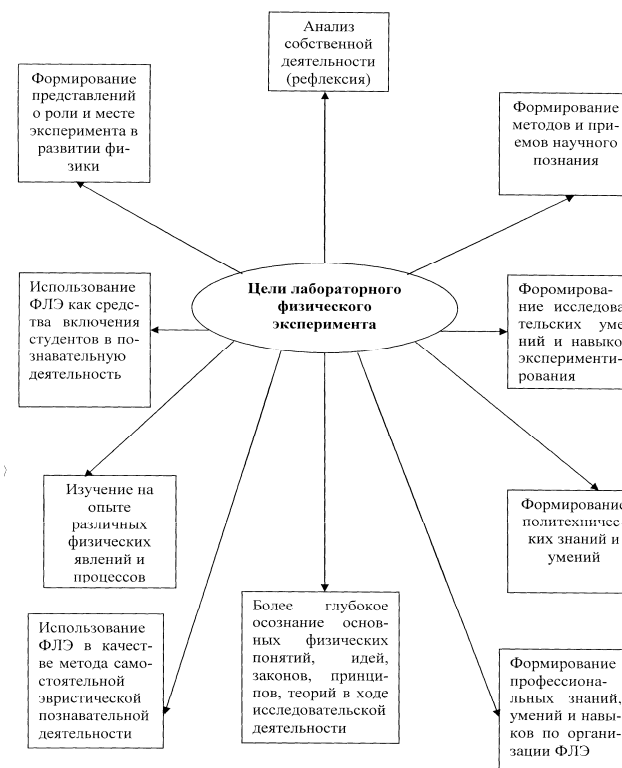 Анализ
собственной
деятельности
(рефлексия)
Формирование
представлений
о роли и месте
эксперимента в
развитии фи-
зики
Формирование
методов и при-
емов научного
познания
Цели лабораторного
физического
эксперимента
Использование
ФЛЭ как средс-
тва включения
студентов в по-
знавательную
деятельность
Форомирова-
ние исследова
тельских уме
ний и навыко
эксперименти-
рования
Изучение на
опыте
различных
физических
явлений и
процессов
Формирование
политехничес-
ких знаний и
умений
Использование
ФЛЭ в качест-
ве метода само-
стоятельной
эвристической
познавательной
деятельности
Более глубокое
осознание основ-
ных физических
понятий, идей,
законов, принци-
пов, теорий в ходе
исследовательской
деятельности
Формирование
профессиона-
льных знаний,
умений и навы-
ков по органи-
зации ФЛЭ